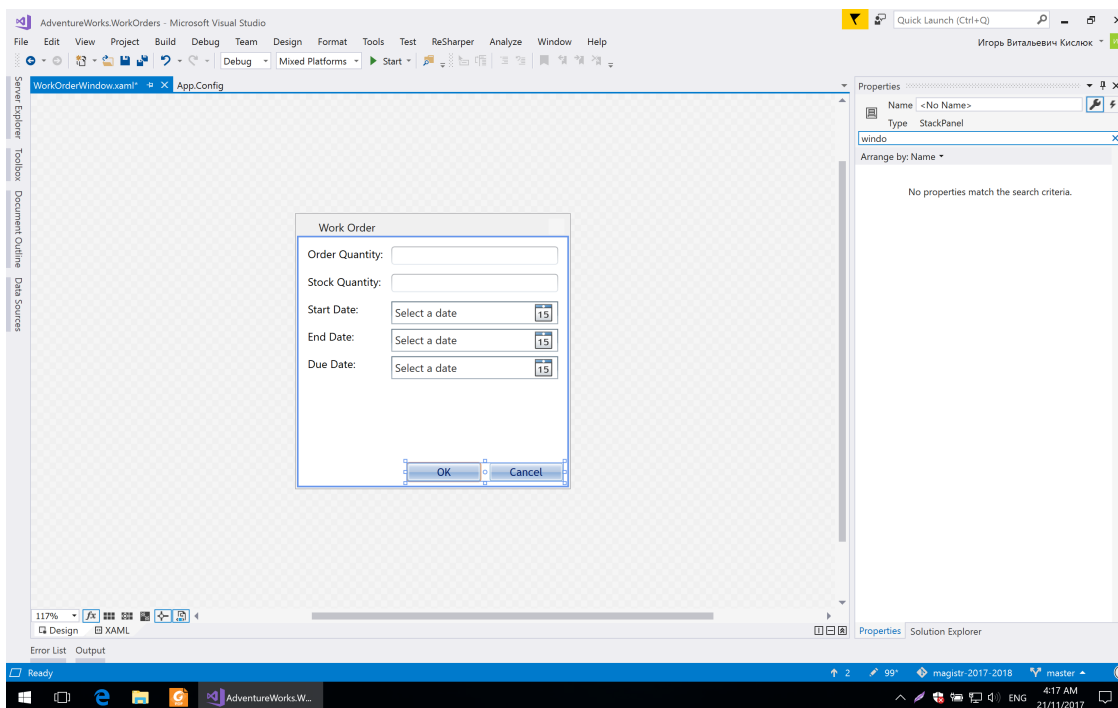 AdventureWorks.WorkOrders - Microsoft Visual Studio
Quick Launch (Ctrl+Q)
File Edit View Project Build Debug Team Design Format Tools Test ReSharper Analyze Window Help
Игорь Витальевич Кислюк
Debug Mixed Platforms Start
Server Explorer
Toolbox
Document Outline
Data Sources
WorkOrderWindow.xaml* App.Config
Properties
Name <No Name>
Type StackPanel
windo
Arrange by: Name
No properties match the search criteria.
Work Order
Order Quantity:
Stock Quantity:
Start Date: Select a date 15
End Date: Select a date 15
Due Date: Select a date 15
OK Cancel
117% fx
Design XAML
Properties Solution Explorer
Error List Output
Ready
2 99* magistr-2017-2018 master
AdventureWorks.W...
ENG
4:17 AM
21/11/2017